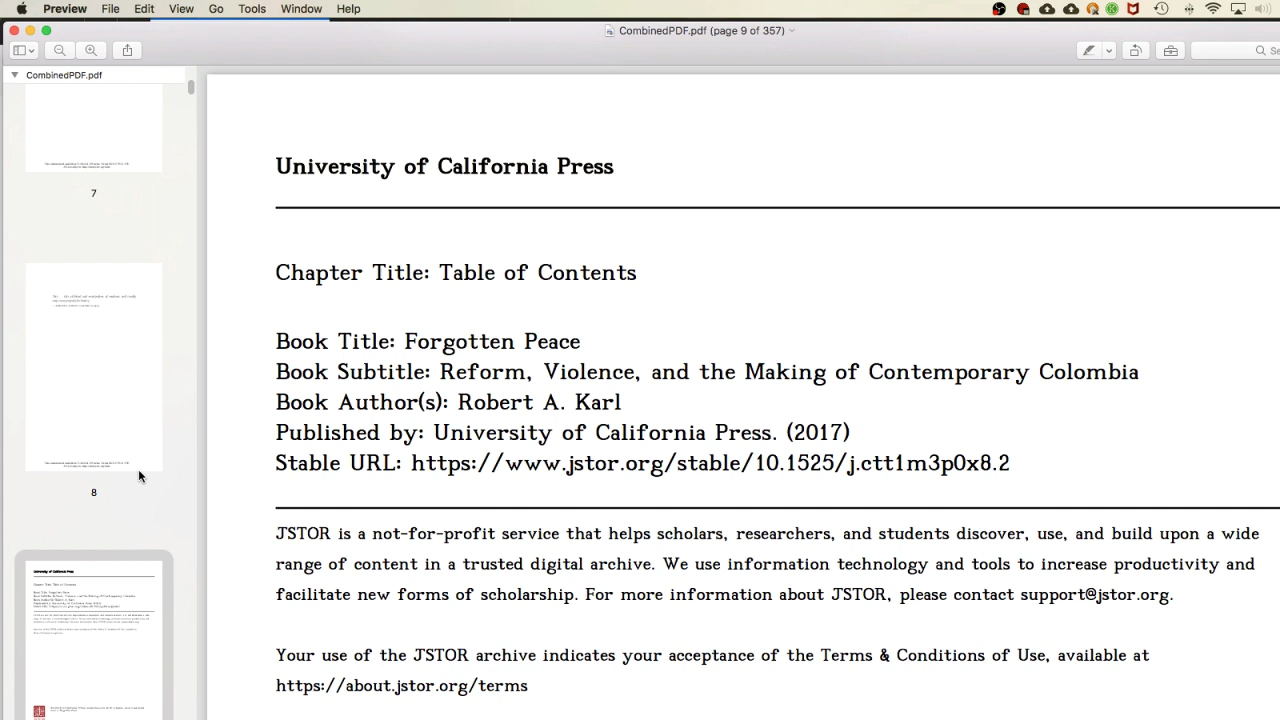 Preview File Edit View Go Tools Window Help
CombinedPDF.pdf (page 9 of 357)
CombinedPDF.pdf
7
8
University of California Press
Chapter Title: Table of Contents
Book Title: Forgotten Peace
Book Subtitle: Reform, Violence, and the Making of Contemporary Colombia
Book Author(s): Robert A. Karl
Published by: University of California Press. (2017)
Stable URL: https://www.jstor.org/stable/10.1525/j.ctt1m3p0x8.2
JSTOR is a not-for-profit service that helps scholars, researchers, and students discover, use, and build upon a wide
range of content in a trusted digital archive. We use information technology and tools to increase productivity and
facilitate new forms of scholarship. For more information about JSTOR, please contact support@jstor.org.
Your use of the JSTOR archive indicates your acceptance of the Terms & Conditions of Use, available at
https://about.jstor.org/terms